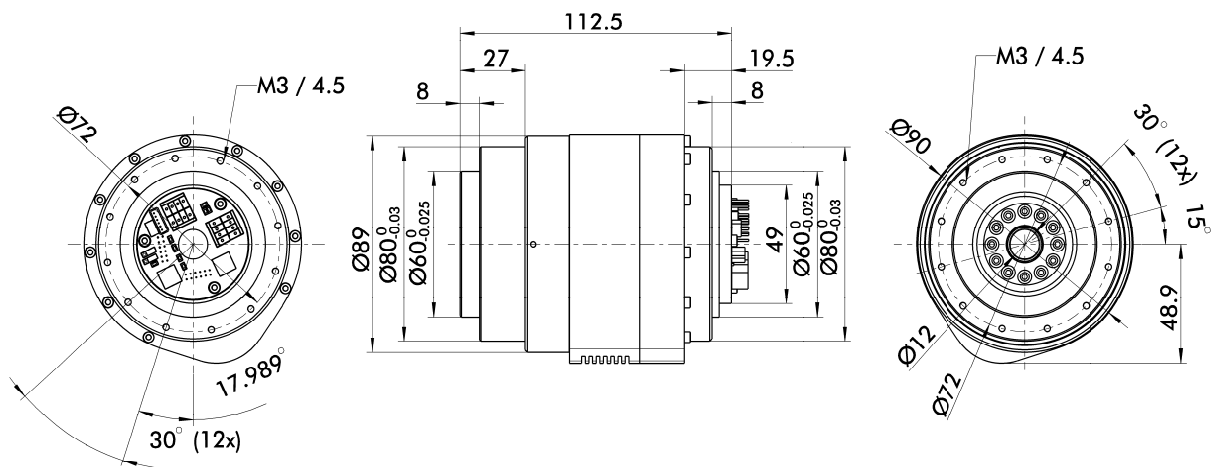 M3 / 4.5
Ø72
17.989°
30° (12x)
112.5
27
19.5
8
8
Ø89
Ø80 0 -0.03
Ø60 0 -0.025
49
Ø60 0 -0.025
Ø80 0 -0.03
M3 / 4.5
Ø90
30° (12x)
15°
48.9
Ø12
Ø72